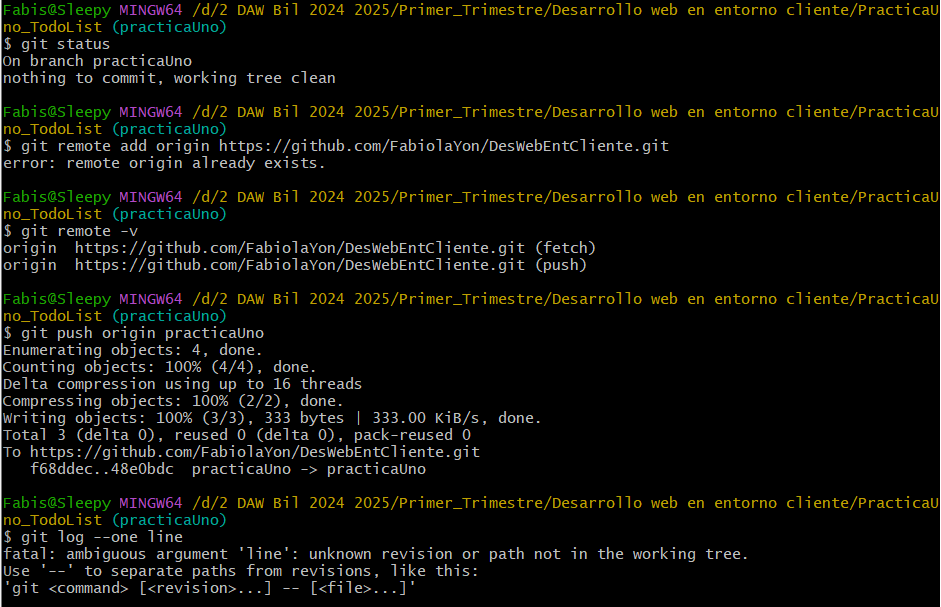 Fabis@Sleepy MINGW64 /d/2 DAW Bil 2024 2025/Primer_Trimestre/Desarrollo web en entorno cliente/PracticaU
no_TodoList (practicaUno)
$ git status
On branch practicaUno
nothing to commit, working tree clean
Fabis@Sleepy MINGW64 /d/2 DAW Bil 2024 2025/Primer_Trimestre/Desarrollo web en entorno cliente/PracticaU
no_TodoList (practicaUno)
$ git remote add origin https://github.com/FabiolaYon/DesWebEntCliente.git
error: remote origin already exists.
Fabis@Sleepy MINGW64 /d/2 DAW Bil 2024 2025/Primer_Trimestre/Desarrollo web en entorno cliente/PracticaU
no_TodoList (practicaUno)
$ git remote -v
origin  https://github.com/FabiolaYon/DesWebEntCliente.git (fetch)
origin  https://github.com/FabiolaYon/DesWebEntCliente.git (push)
Fabis@Sleepy MINGW64 /d/2 DAW Bil 2024 2025/Primer_Trimestre/Desarrollo web en entorno cliente/PracticaU
no_TodoList (practicaUno)
$ git push origin practicaUno
Enumerating objects: 4, done.
Counting objects: 100% (4/4), done.
Delta compression using up to 16 threads
Compressing objects: 100% (2/2), done.
Writing objects: 100% (3/3), 333 bytes | 333.00 KiB/s, done.
Total 3 (delta 0), reused 0 (delta 0), pack-reused 0
To https://github.com/FabiolaYon/DesWebEntCliente.git
   f68ddec..48e0bdc  practicaUno -> practicaUno
Fabis@Sleepy MINGW64 /d/2 DAW Bil 2024 2025/Primer_Trimestre/Desarrollo web en entorno cliente/PracticaU
no_TodoList (practicaUno)
$ git log --one line
fatal: ambiguous argument 'line': unknown revision or path not in the working tree.
Use '--' to separate paths from revisions, like this:
'git <command> [<revision>...] -- [<file>...]'